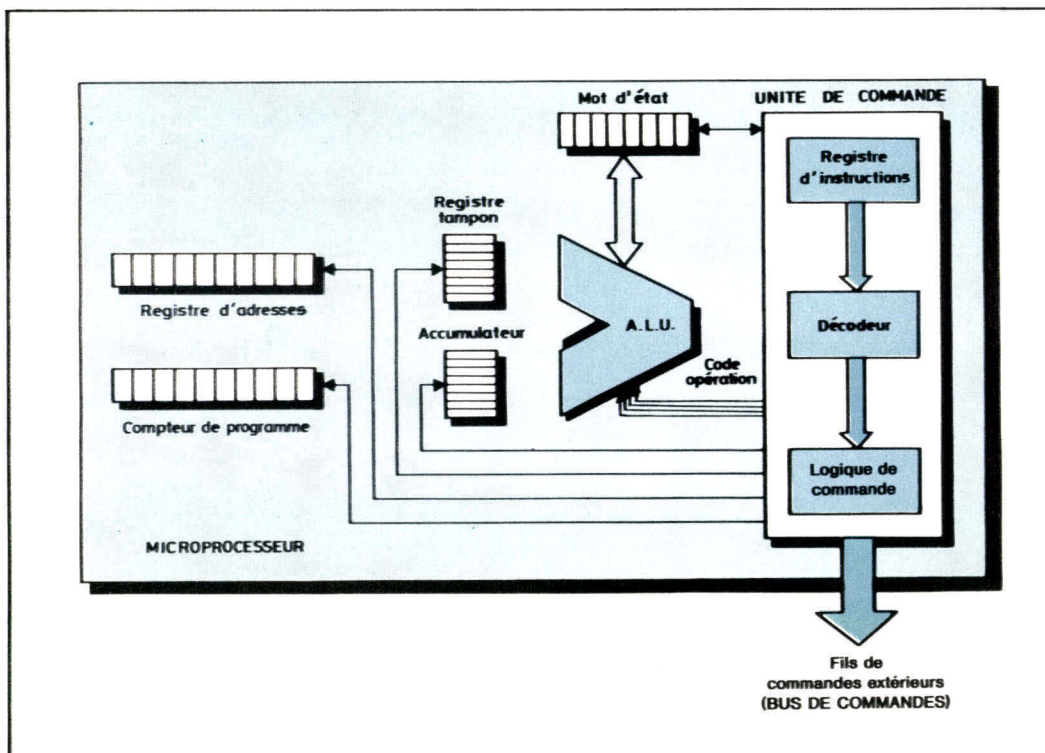 Mot d'état
UNITE DE COMMANDE
Registre
d'instructions
Registre
tampon
Registre d'adresses
A.L.U.
Décodeur
Accumulateur
Code
opération
Compteur de programme
Logique de
commande
MICROPROCESSEUR
Fils de
commandes extérieurs
(BUS DE COMMANDES)